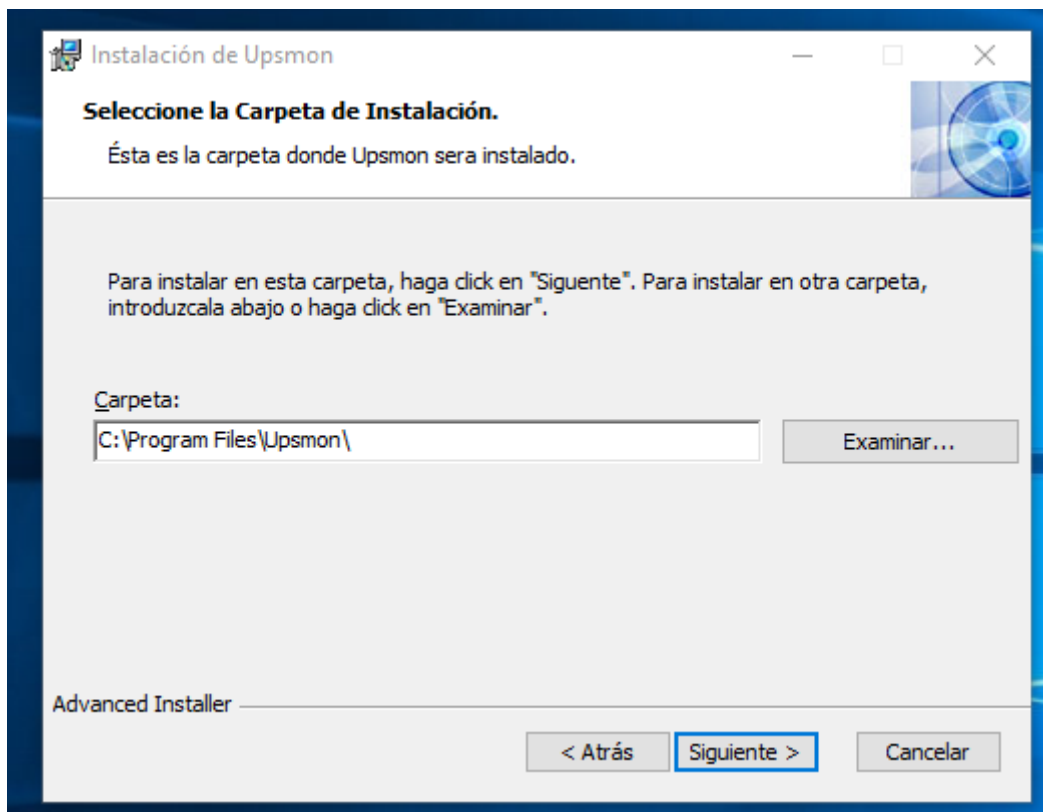 Instalación de Upsmon
Seleccione la Carpeta de Instalación.
Ésta es la carpeta donde Upsmon sera instalado.
Para instalar en esta carpeta, haga click en "Siguente". Para instalar en otra carpeta,
introduzcala abajo o haga click en "Examinar".
Carpeta:
C:\Program Files\Upsmon\
Examinar...
Advanced Installer
< Atrás
Siguiente >
Cancelar